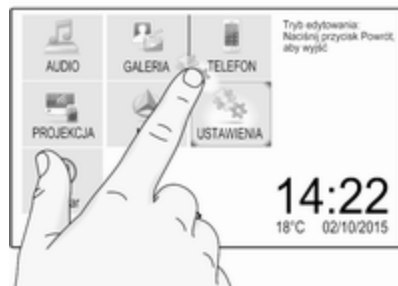 AUDIO
GALERIA
TELEFON
Tryb edytowania:
Naciśnij przycisk Powrót,
aby wyjść
PROJEKCJA
USTAWIENIA
14:22
18°C 02/10/2015